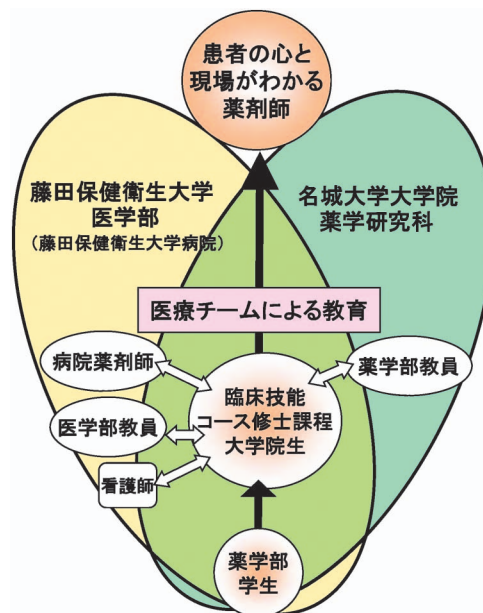 患者の心と
現場がわかる
薬剤師
藤田保健衛生大学
医学部
（藤田保健衛生大学病院）
名城大学大学院
薬学研究科
医療チームによる教育
病院薬剤師
薬学部教員
医学部教員
看護師
臨床技能
コース修士課程
大学院生
薬学部
学生